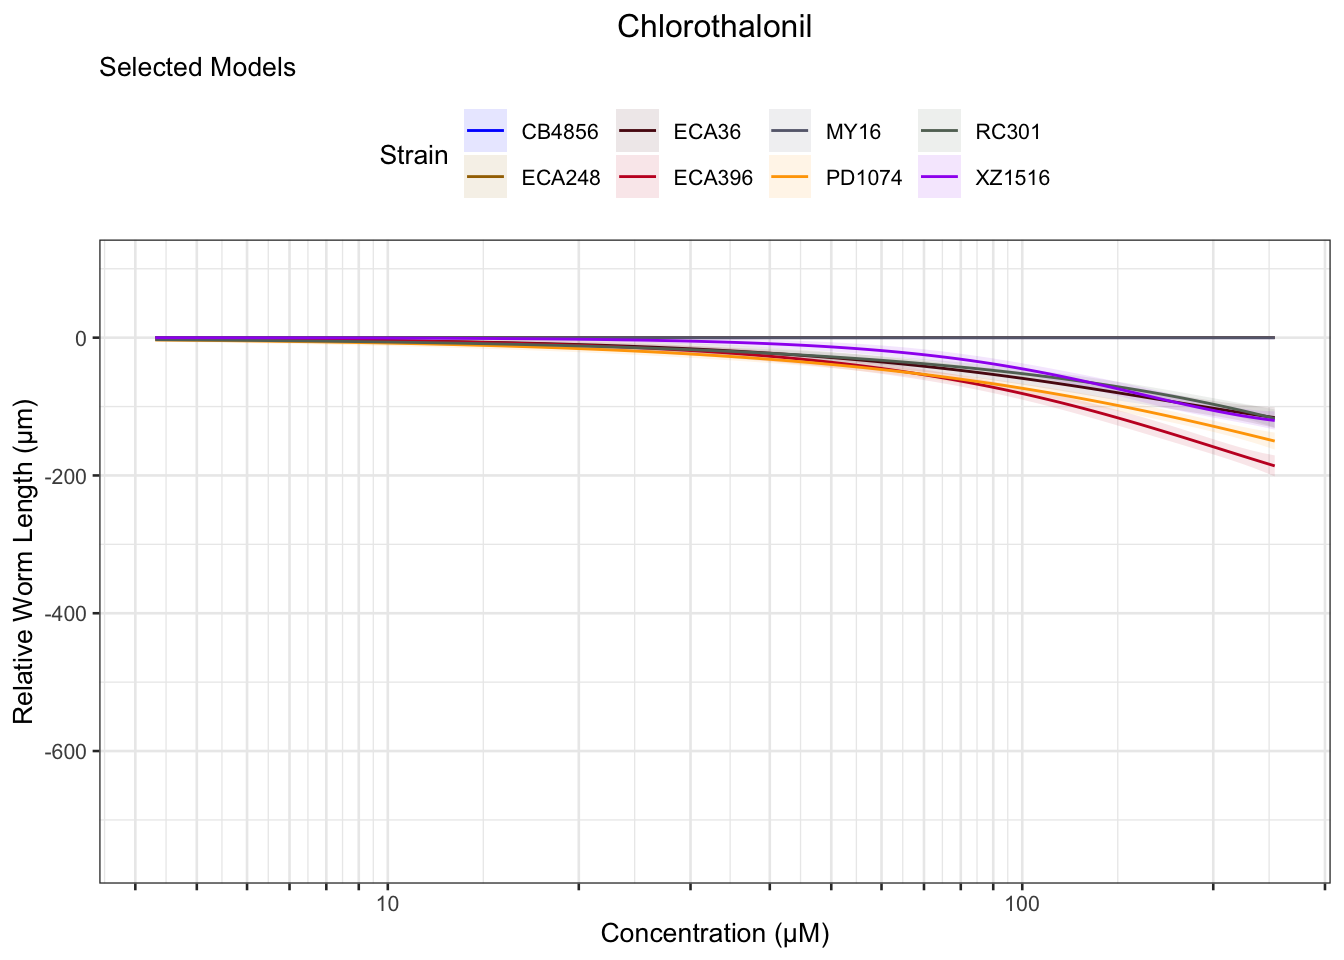 Chlorothalonil
Selected Models
Strain
CB4856
ECA36
MY16
RC301
ECA248
ECA396
PD1074
XZ1516
Relative Worm Length (µm)
0
-200
-400
-600
10
100
Concentration (µM)